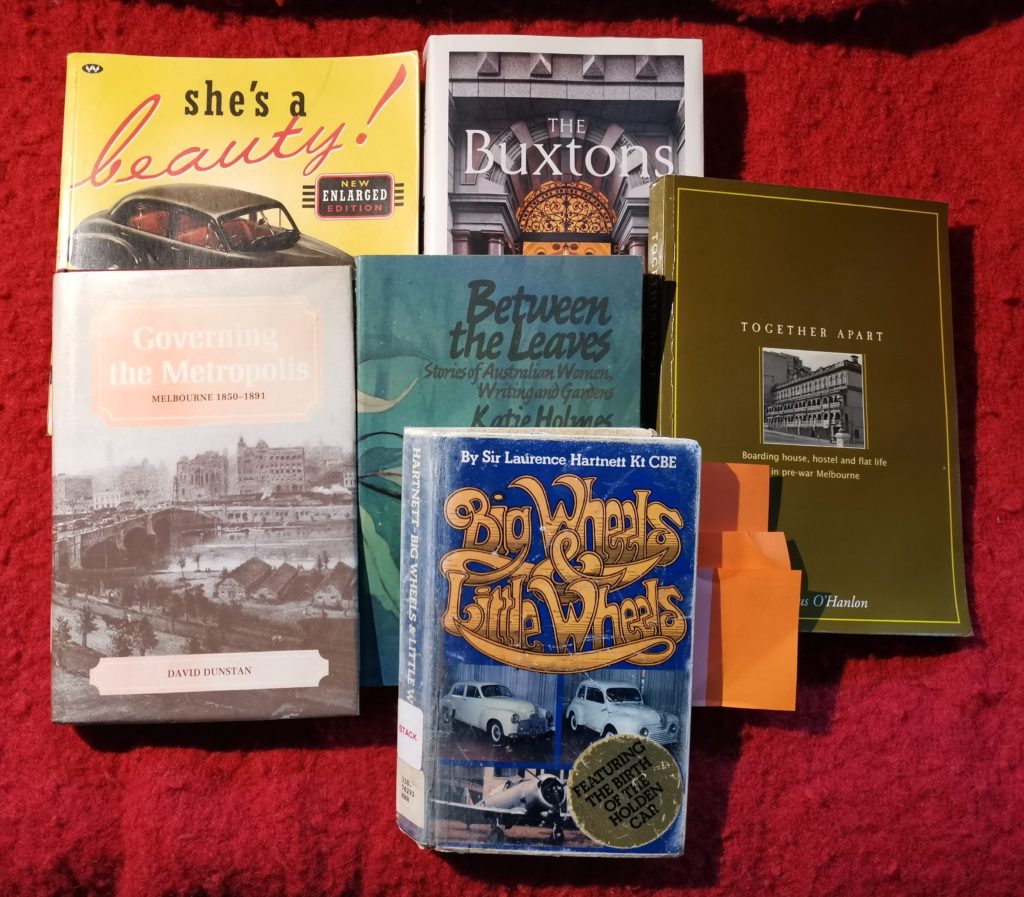 she's a
beauty!
NEW
ENLARGED
EDITION
THE
Buxtons
Governing
the Metropolis
MELBOURNE 1850–1891
DAVID DUNSTAN
Between
the Leaves
Stories of Australian Women,
Writing and Gardens
Katie Holmes
TOGETHER APART
Boarding house, hostel and flat life
in pre-war Melbourne
O'Hanlon
HARTNETT - BIG WHEELS & LITTLE W
STACK
By Sir Laurence Hartnett Kt CBE
Big Wheels
&
Little Wheels
FEATURING
THE BIRTH
OF THE
HOLDEN
CAR